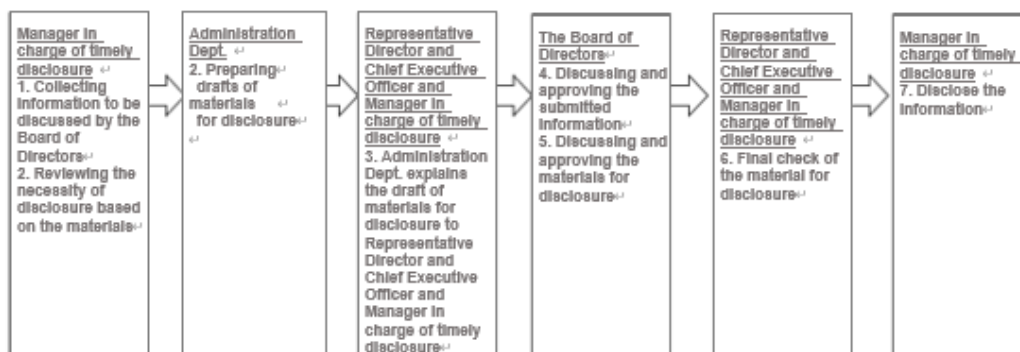 Manager in
charge of timely
disclosure
1. Collecting
information to be
discussed by the
Board of
Directors
2. Reviewing the
necessity of
disclosure based
on the materials
Administration
Dept.
2. Preparing
drafts of
materials
for disclosure
Representative
Director and
Chief Executive
Officer and
Manager in
charge of timely
disclosure
3. Administration
Dept. explains
the draft of
materials for
disclosure to
Representative
Director and
Chief Executive
Officer and
Manager in
charge of timely
disclosure
The Board of
Directors
4. Discussing and
approving the
submitted
information
5. Discussing and
approving the
materials for
disclosure
Representative
Director and
Chief Executive
Officer and
Manager in
charge of timely
disclosure
6. Final check of
the material for
disclosure
Manager in
charge of timely
disclosure
7. Disclose the
information